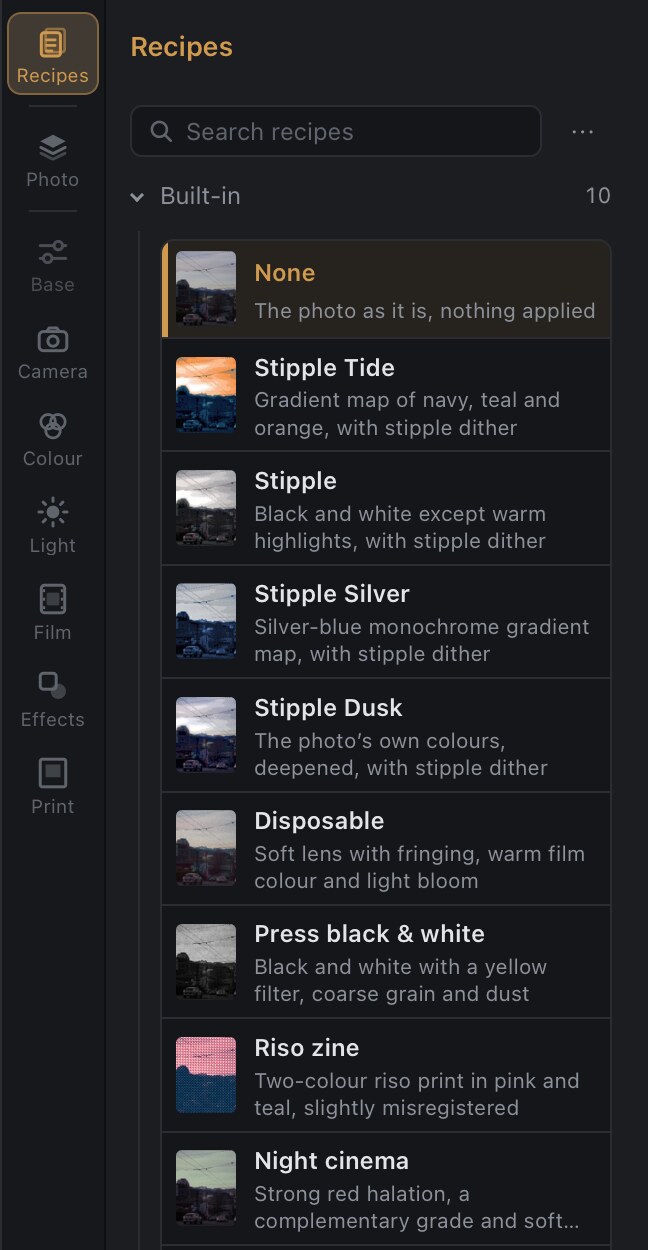 Recipes
Photo
Base
Camera
Colour
Light
Film
Effects
Print
Recipes
Search recipes
...
Built-in
10
None
The photo as it is, nothing applied
Stipple Tide
Gradient map of navy, teal and
orange, with stipple dither
Stipple
Black and white except warm
highlights, with stipple dither
Stipple Silver
Silver-blue monochrome gradient
map, with stipple dither
Stipple Dusk
The photo’s own colours,
deepened, with stipple dither
Disposable
Soft lens with fringing, warm film
colour and light bloom
Press black & white
Black and white with a yellow
filter, coarse grain and dust
Riso zine
Two-colour riso print in pink and
teal, slightly misregistered
Night cinema
Strong red halation, a
complementary grade and soft...